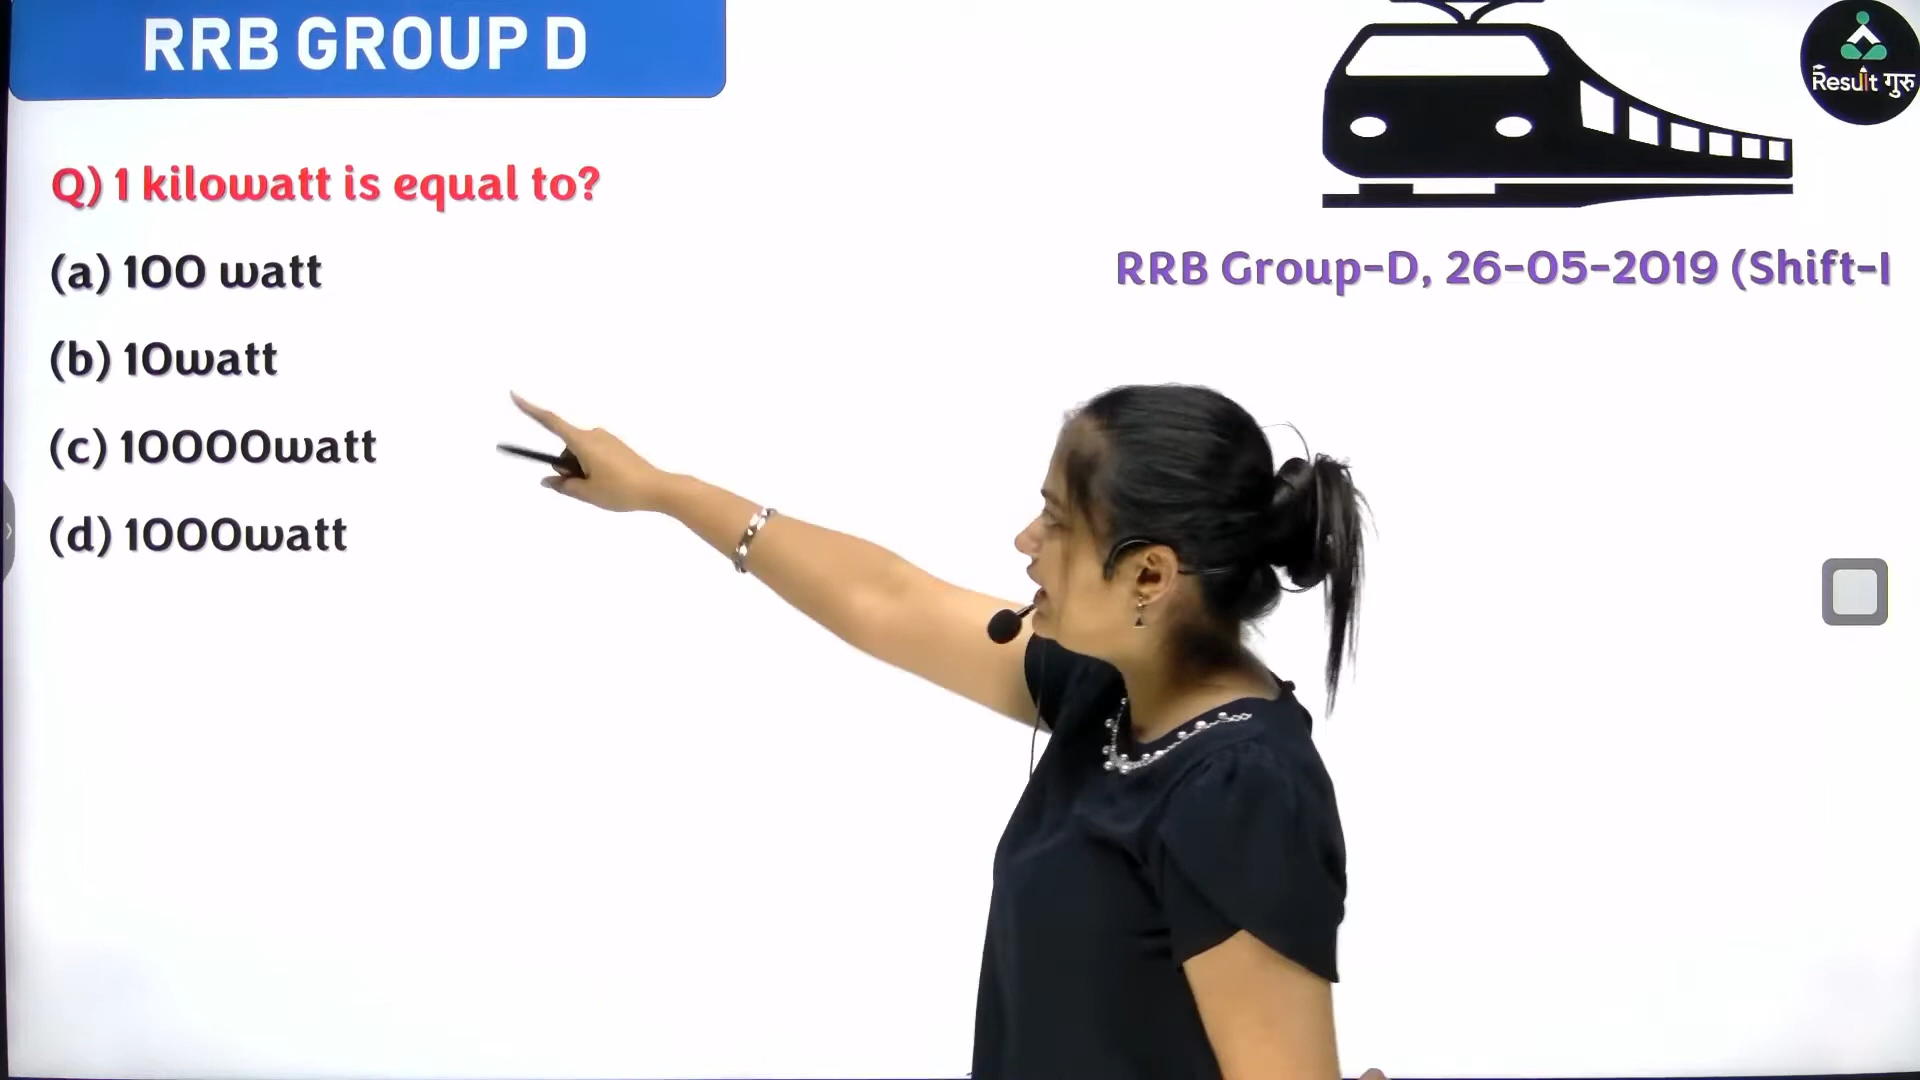 RRB GROUP D
Result गुरु
Q) 1 kilowatt is equal to?
(a) 100 watt
RRB Group-D, 26-05-2019 (Shift-I
(b) 10watt
(c) 10000watt
(d) 1000watt